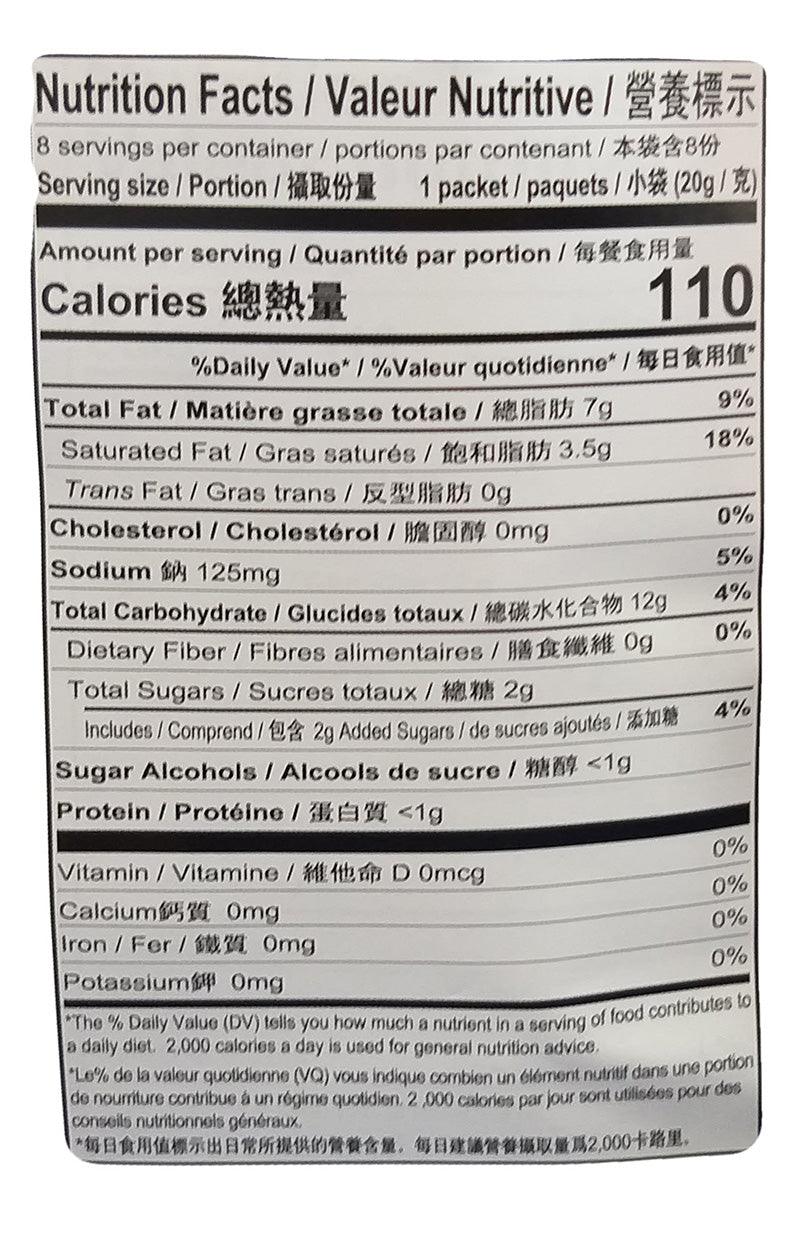 Nutrition Facts / Valeur Nutritive / 營養標示
8 servings per container / portions par contenant / 本袋含8份
Serving size / Portion / 攝取份量 1 packet / paquets / 小袋 (20g / 克)
Amount per serving / Quantité par portion / 每餐食用量
Calories 總熱量 110
%Daily Value* / %Valeur quotidienne* / 每日食用值*
Total Fat / Matière grasse totale / 總脂肪 7g 9%
Saturated Fat / Gras saturés / 飽和脂肪 3.5g 18%
Trans Fat / Gras trans / 反型脂肪 0g
Cholesterol / Cholestérol / 膽固醇 0mg 0%
Sodium 鈉 125mg 5%
Total Carbohydrate / Glucides totaux / 總碳水化合物 12g 4%
Dietary Fiber / Fibres alimentaires / 膳食纖維 0g 0%
Total Sugars / Sucres totaux / 總糖 2g
Includes / Comprend / 包含 2g Added Sugars / de sucres ajoutés / 添加糖 4%
Sugar Alcohols / Alcools de sucre / 糖醇 <1g
Protein / Protéine / 蛋白質 <1g
Vitamin / Vitamine / 維他命 D 0mcg 0%
Calcium鈣質 0mg 0%
Iron / Fer / 鐵質 0mg 0%
Potassium鉀 0mg 0%
*The % Daily Value (DV) tells you how much a nutrient in a serving of food contributes to
a daily diet. 2,000 calories a day is used for general nutrition advice.
*Le% de la valeur quotidienne (VQ) vous indique combien un élément nutritif dans une portion
de nourriture contribue à un régime quotidien. 2 ,000 calories par jour sont utilisées pour des
conseils nutritionnels généraux.
*每日食用值標示出日常所提供的營養含量。每日建議營養攝取量爲2,000卡路里。